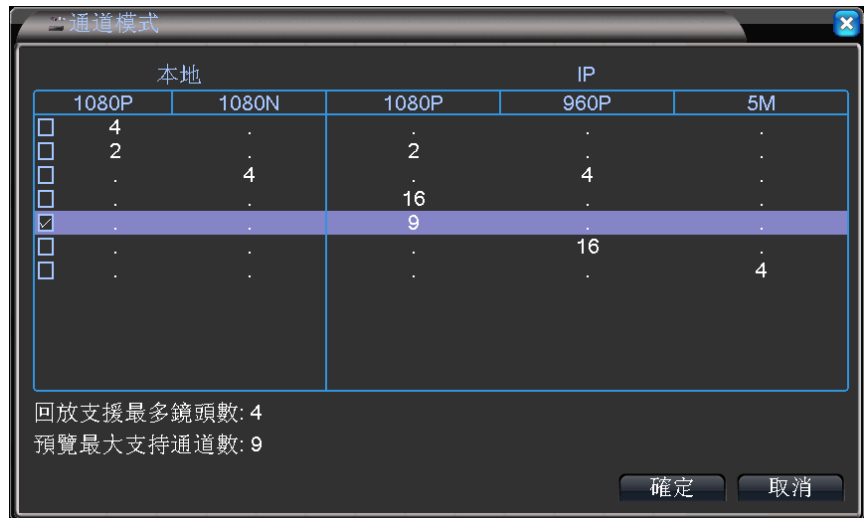 通道模式
本地 IP
1080P 1080N 1080P 960P 5M
4 . . . .
2 . 2 . .
. 4 . 4 .
. . 16 . .
. . 9 . .
. . . 16 .
. . . . 4
回放支援最多鏡頭數: 4
預覽最大支持通道數: 9
確定 取消